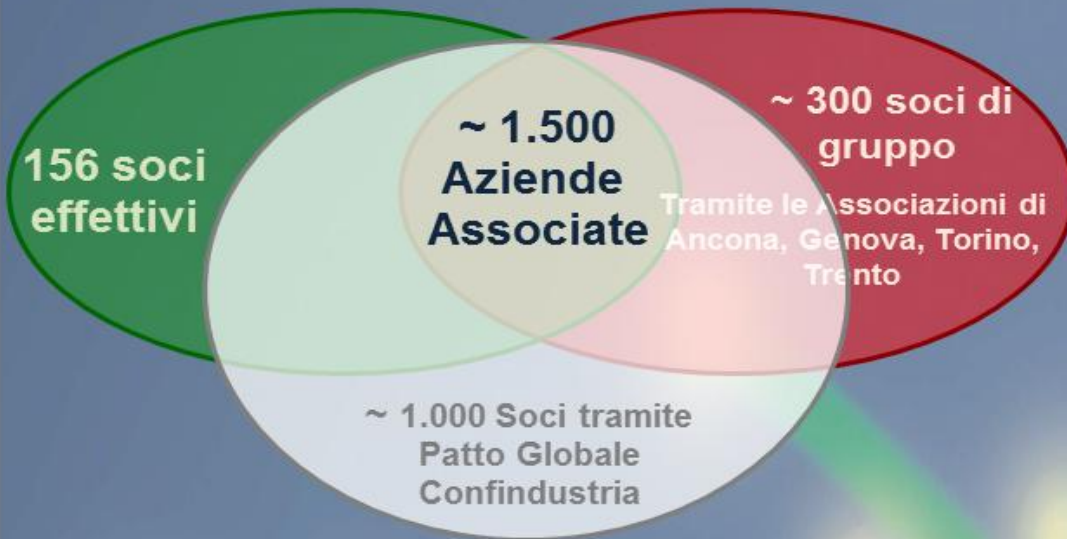 156 soci
effettivi
~ 1.500
Aziende
Associate
~ 300 soci di
gruppo
Tramite le Associazioni di
Ancona, Genova, Torino,
Trento
~ 1.000 Soci tramite
Patto Globale
Confindustria